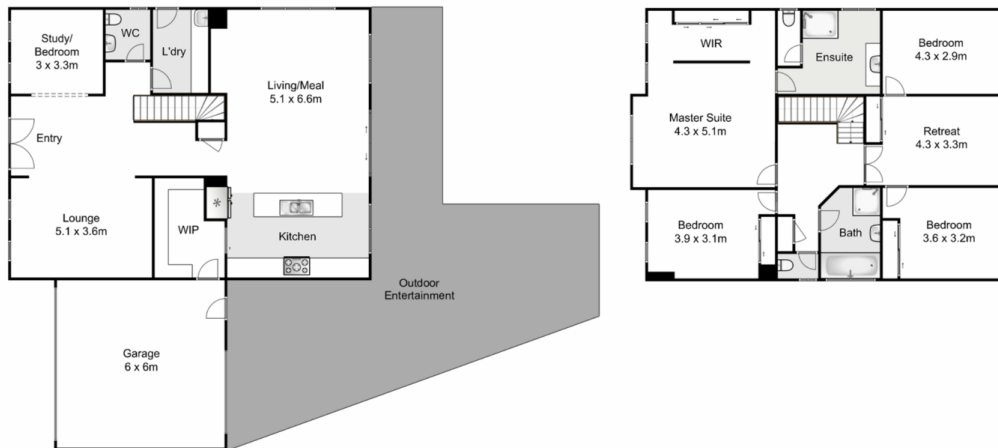 Study/
Bedroom
3 x 3.3m
WC
L'dry
Living/Meal
5.1 x 6.6m
Entry
Lounge
5.1 x 3.6m
WIP
Kitchen
Outdoor
Entertainment
Garage
6 x 6m
WIR
Ensuite
Bedroom
4.3 x 2.9m
Master Suite
4.3 x 5.1m
Retreat
4.3 x 3.3m
Bedroom
3.9 x 3.1m
Bath
Bedroom
3.6 x 3.2m